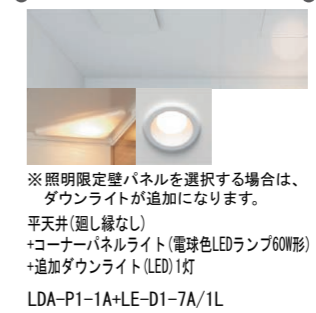 ※照明限定壁パネルを選択する場合は、
ダウンライトが追加になります。
平天井(廻し縁なし)
+コーナーパネルライト(電球色LEDランプ60W形)
+追加ダウンライト(LED)1灯
LDA-P1-1A+LE-D1-7A/1L